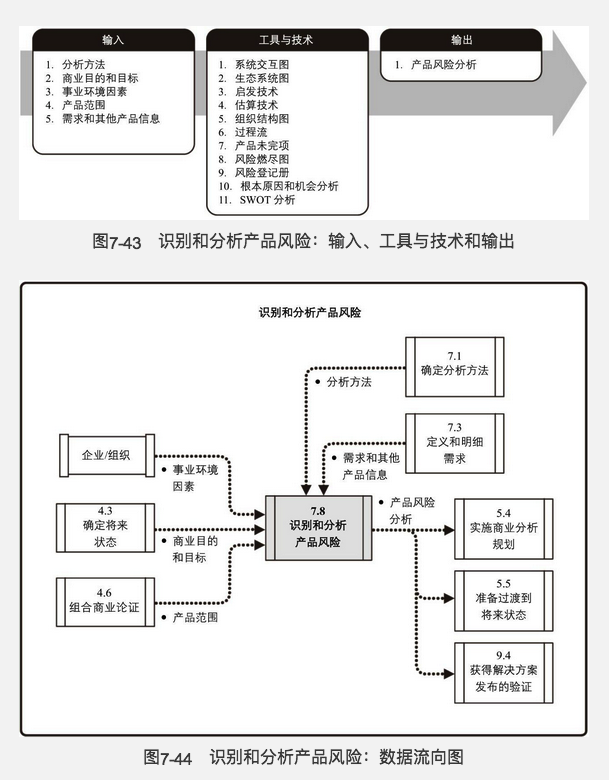 输入
1. 分析方法
2. 商业目的和目标
3. 事业环境因素
4. 产品范围
5. 需求和其他产品信息
工具与技术
1. 系统交互图
2. 生态系统图
3. 启发技术
4. 估算技术
5. 组织结构图
6. 过程流
7. 产品未完项
8. 风险燃尽图
9. 风险登记册
10. 根本原因和机会分析
11. SWOT 分析
输出
1. 产品风险分析
图7-43 识别和分析产品风险：输入、工具与技术和输出
识别和分析产品风险
7.1
确定分析方法
• 分析方法
7.3
定义和明细
需求
• 需求和其他
产品信息
企业/组织
• 事业环境
因素
4.3
确定将来
状态
• 商业目的
和目标
4.6
组合商业论证
• 产品范围
7.8
识别和分析
产品风险
• 产品风险
分析
5.4
实施商业分析
规划
5.5
准备过渡到
将来状态
9.4
获得解决方案
发布的验证
图7-44 识别和分析产品风险：数据流向图